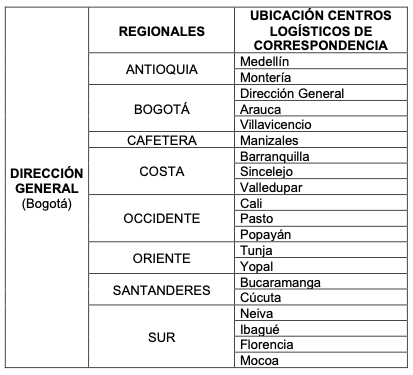 REGIONALES
UBICACIÓN CENTROS
LOGÍSTICOS DE
CORRESPONDENCIA
DIRECCIÓN
GENERAL
(Bogotá)
ANTIOQUIA
Medellín
Montería
BOGOTÁ
Dirección General
Arauca
Villavicencio
CAFETERA
Manizales
COSTA
Barranquilla
Sincelejo
Valledupar
OCCIDENTE
Cali
Pasto
Popayán
ORIENTE
Tunja
Yopal
SANTANDERES
Bucaramanga
Cúcuta
SUR
Neiva
Ibagué
Florencia
Mocoa